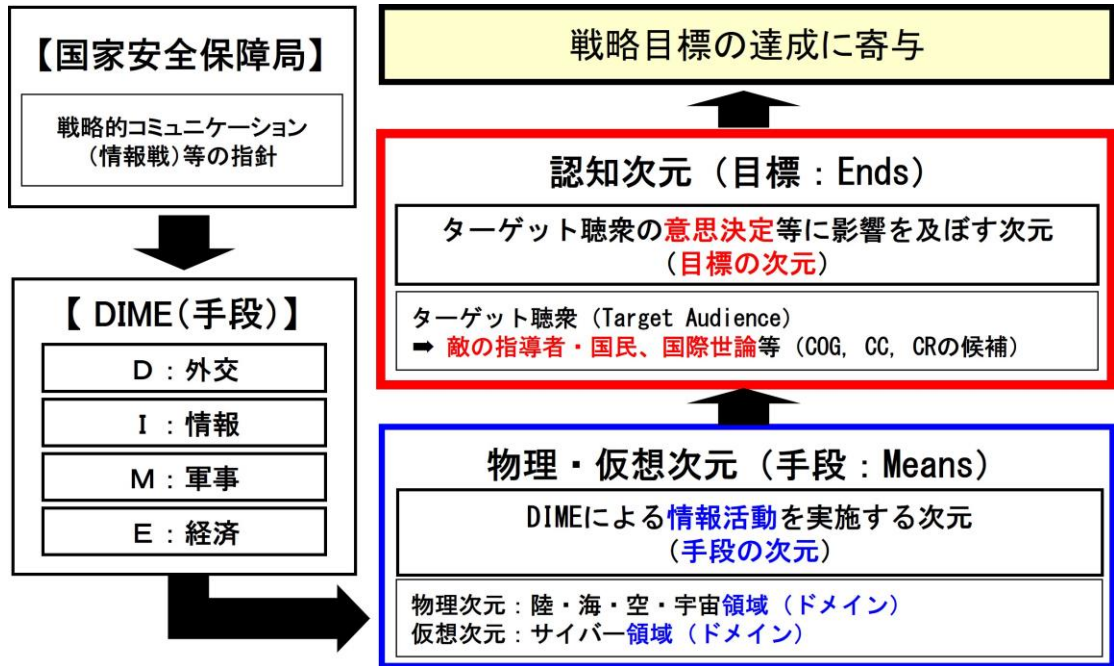 【国家安全保障局】
戦略的コミュニケーション
(情報戦)等の指針
【 DIME(手段)】
D:外交
I:情報
M:軍事
E:経済
戦略目標の達成に寄与
認知次元（目標：Ends）
ターゲット聴衆の意思決定等に影響を及ぼす次元
(目標の次元)
ターゲット聴衆（Target Audience）
➡ 敵の指導者・国民、国際世論等（COG, CC, CRの候補）
物理・仮想次元（手段：Means）
DIMEによる情報活動を実施する次元
(手段の次元)
物理次元：陸・海・空・宇宙領域（ドメイン）
仮想次元：サイバー領域（ドメイン）